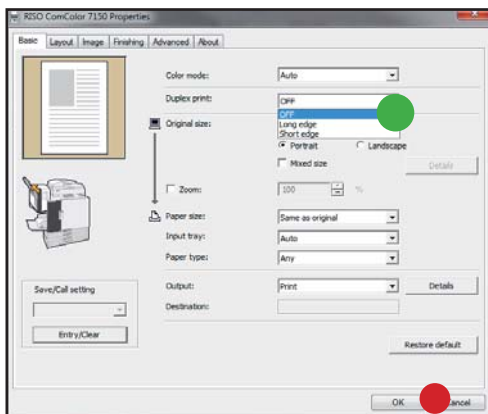 RISO ComColor 7150 Properties
Basic Layout Image Finishing Advanced About
Color mode: Auto
Duplex print: OFF
OFF
Long edge
Short edge
Original size:
Portrait Landscape
Mixed size Details
Zoom: 100 %
Paper size: Same as original
Input tray: Auto
Paper type: Any
Save/Call setting
Output: Print Details
Destination:
Entry/Clear
Restore default
OK